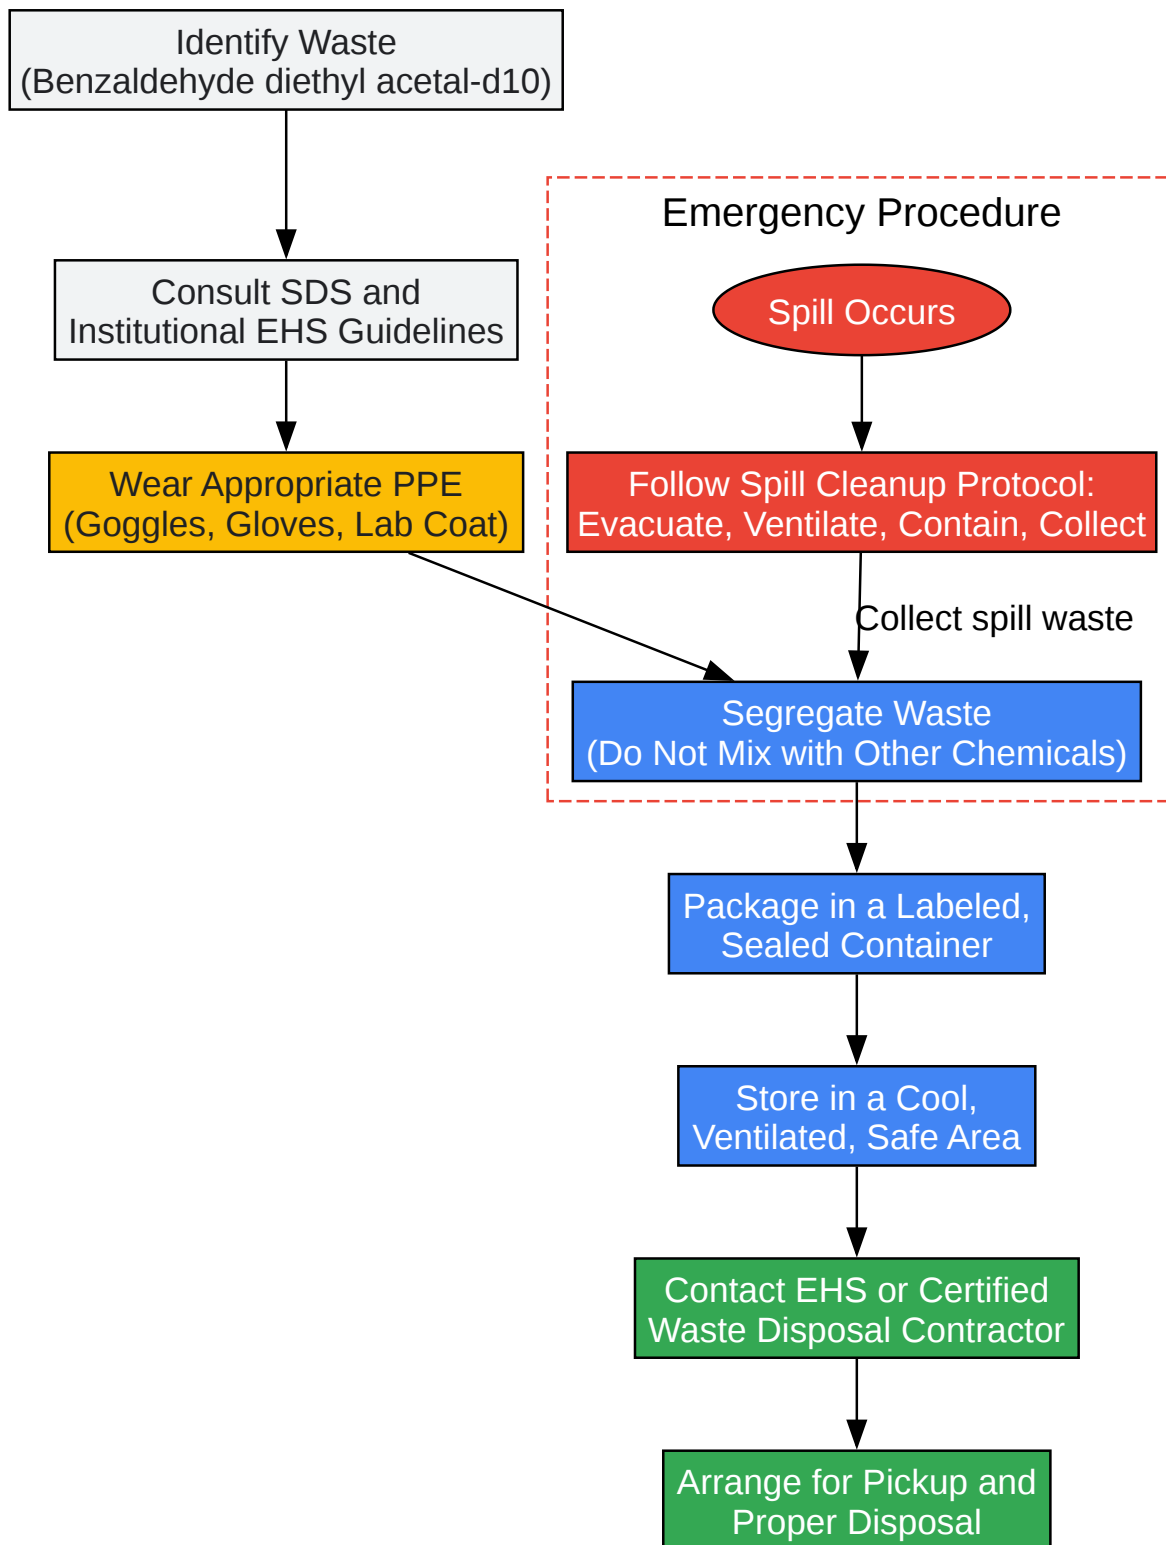 Identify Waste
(Benzaldehyde diethyl acetal-d10)
Consult SDS and
Institutional EHS Guidelines
Wear Appropriate PPE
(Goggles, Gloves, Lab Coat)
Emergency Procedure
Spill Occurs
Follow Spill Cleanup Protocol:
Evacuate, Ventilate, Contain, Collect
Collect spill waste
Segregate Waste
(Do Not Mix with Other Chemicals)
Package in a Labeled,
Sealed Container
Store in a Cool,
Ventilated, Safe Area
Contact EHS or Certified
Waste Disposal Contractor
Arrange for Pickup and
Proper Disposal